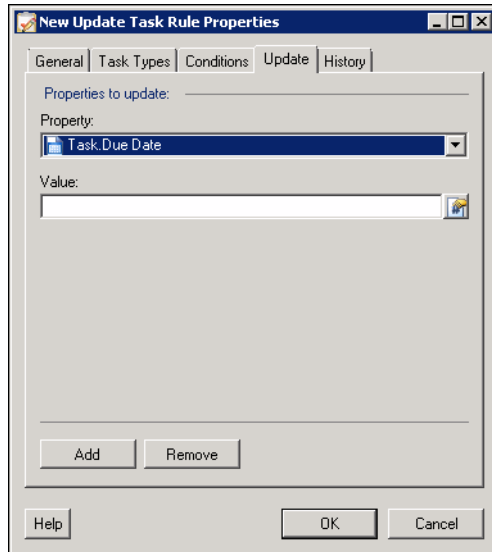 New Update Task Rule Properties
General Task Types Conditions Update History
Properties to update:
Property:
Task.Due Date
Value:
Add Remove
Help OK Cancel